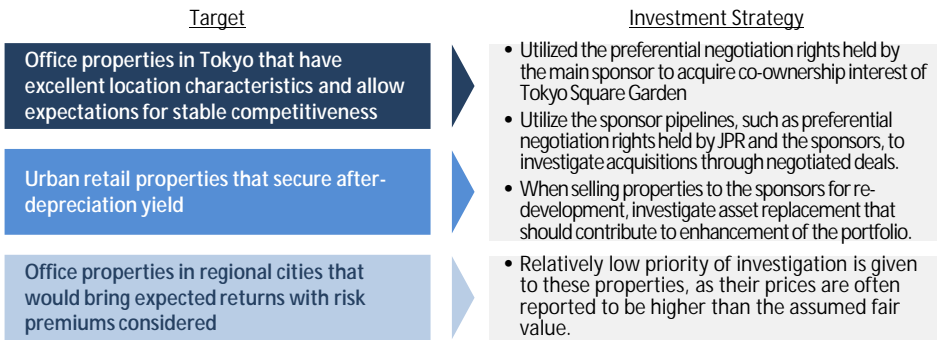 Target
Investment Strategy
Office properties in Tokyo that have
excellent location characteristics and allow
expectations for stable competitiveness
• Utilized the preferential negotiation rights held by
the main sponsor to acquire co-ownership interest of
Tokyo Square Garden
• Utilize the sponsor pipelines, such as preferential
negotiation rights held by JPR and the sponsors, to
investigate acquisitions through negotiated deals.
Urban retail properties that secure after-
depreciation yield
• When selling properties to the sponsors for re-
development, investigate asset replacement that
should contribute to enhancement of the portfolio.
Office properties in regional cities that
would bring expected returns with risk
premiums considered
• Relatively low priority of investigation is given
to these properties, as their prices are often
reported to be higher than the assumed fair
value.